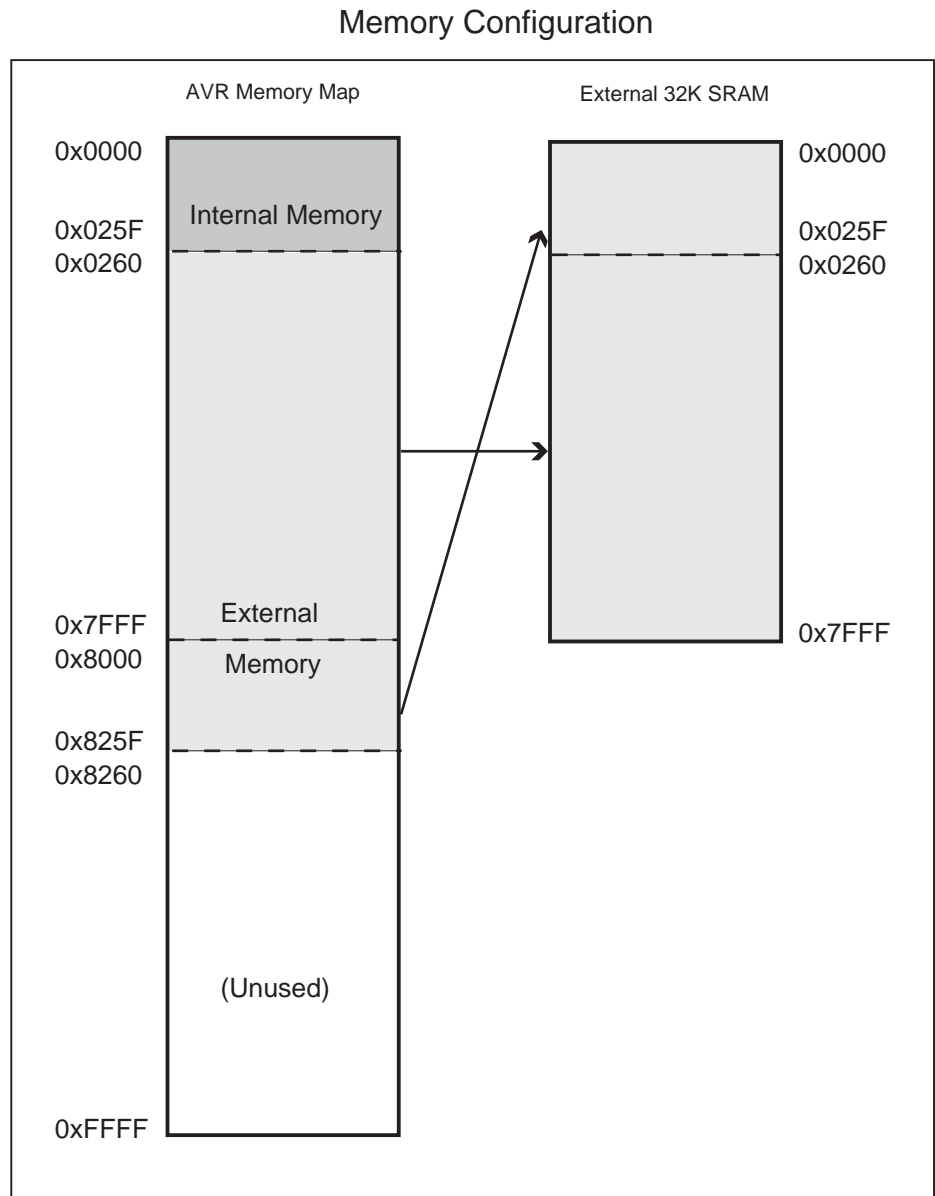 Memory Configuration
AVR Memory Map
External 32K SRAM
0x0000
Internal Memory
0x025F
0x0260
External
0x7FFF
0x8000
Memory
0x825F
0x8260
(Unused)
0xFFFF
0x0000
0x025F
0x0260
0x7FFF